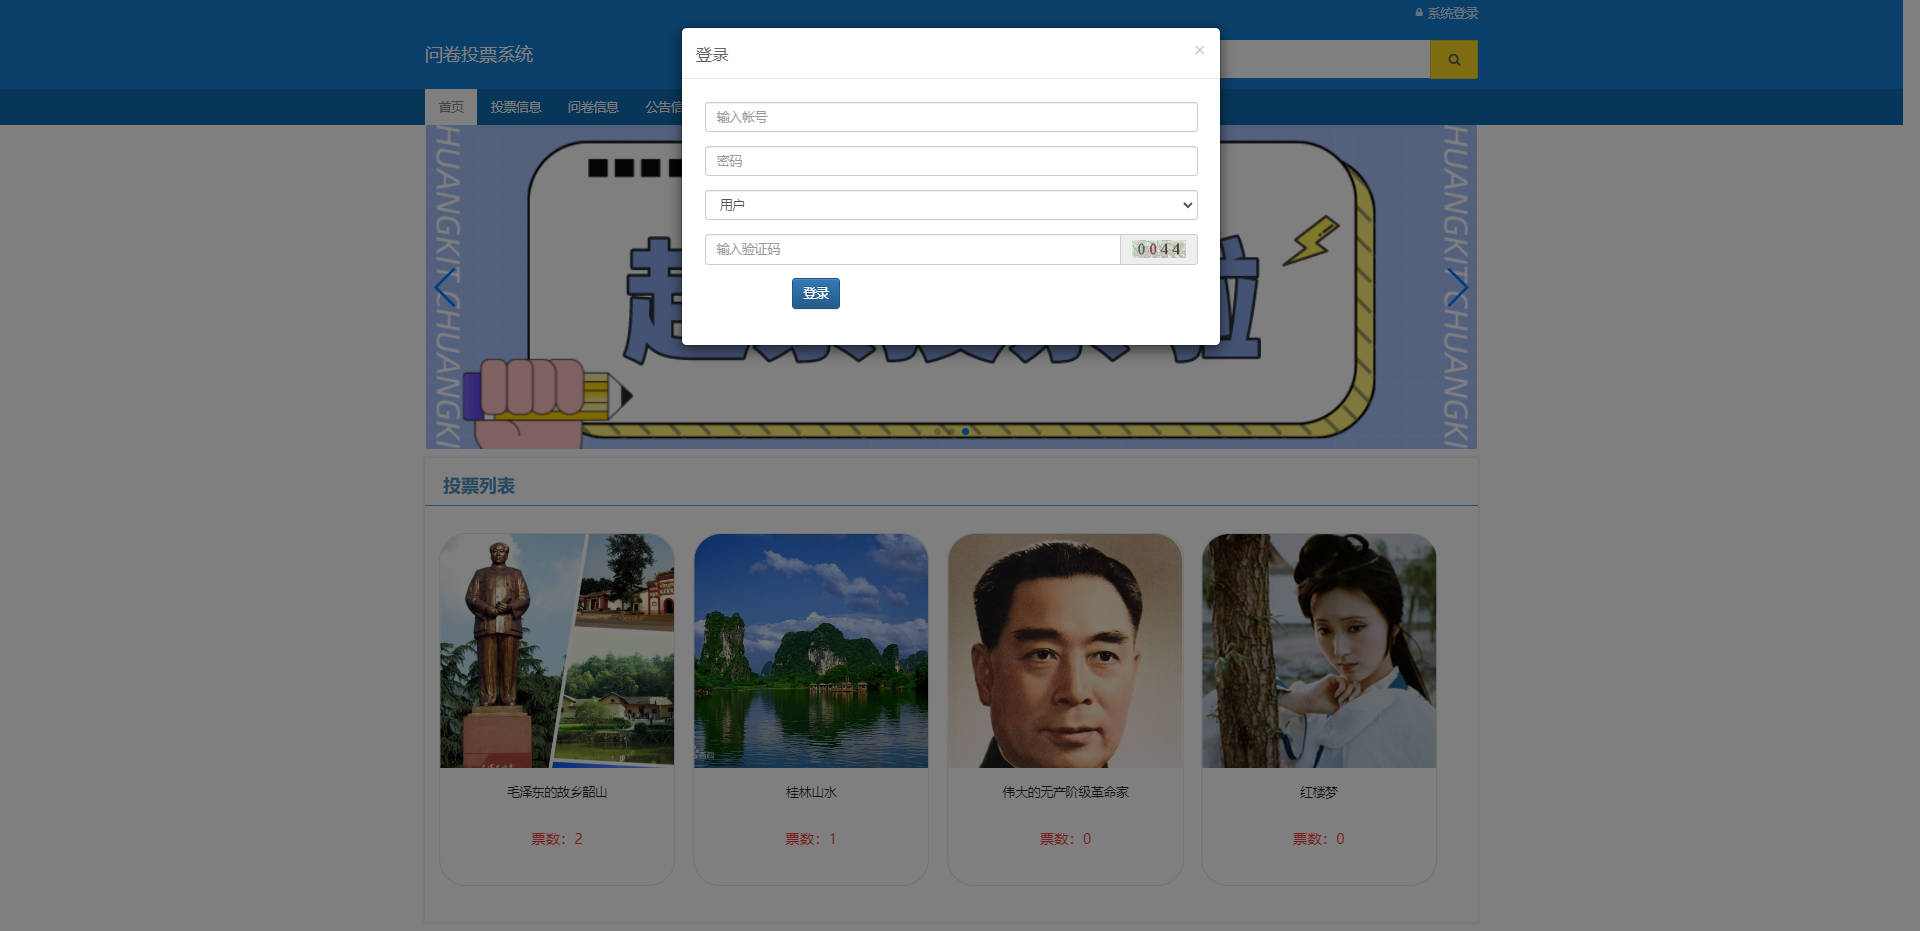 系统登录
问卷投票系统
登录
×
首页
投票信息
问卷信息
公告信
输入帐号
密码
用户
输入验证码
0044
登录
HUANGKIT CHUANGKI
HUANGKIT CHUANGKI
投票列表
毛泽东的故乡韶山
桂林山水
伟大的无产阶级革命家
红楼梦
票数：2
票数：1
票数：0
票数：0